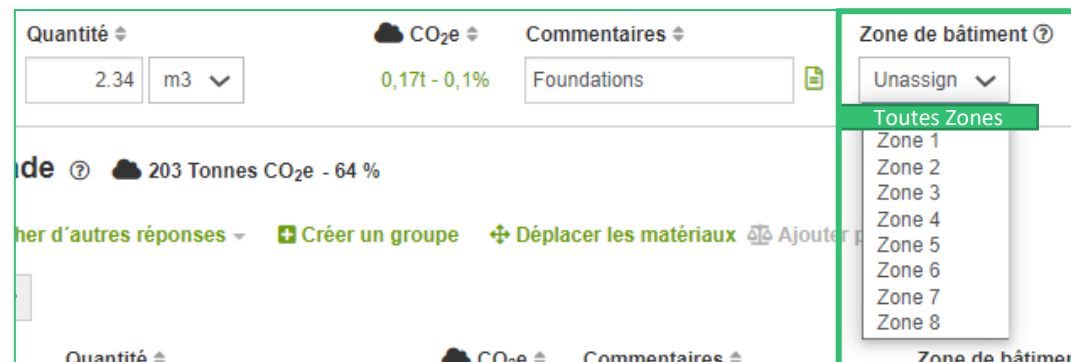 Quantité CO₂e Commentaires Zone de bâtiment ?
2.34 m3 0,17t - 0,1% Foundations Unassign
Toutes Zones
Zone 1
ade ? 203 Tonnes CO₂e - 64 %
Zone 2
Zone 3
Zone 4
her d´autres réponses Créer un groupe Déplacer les matériaux Ajouter p
Zone 5
Zone 6
Zone 7
Zone 8
Quantité CO₂e Commentaires Zone de bâtimen